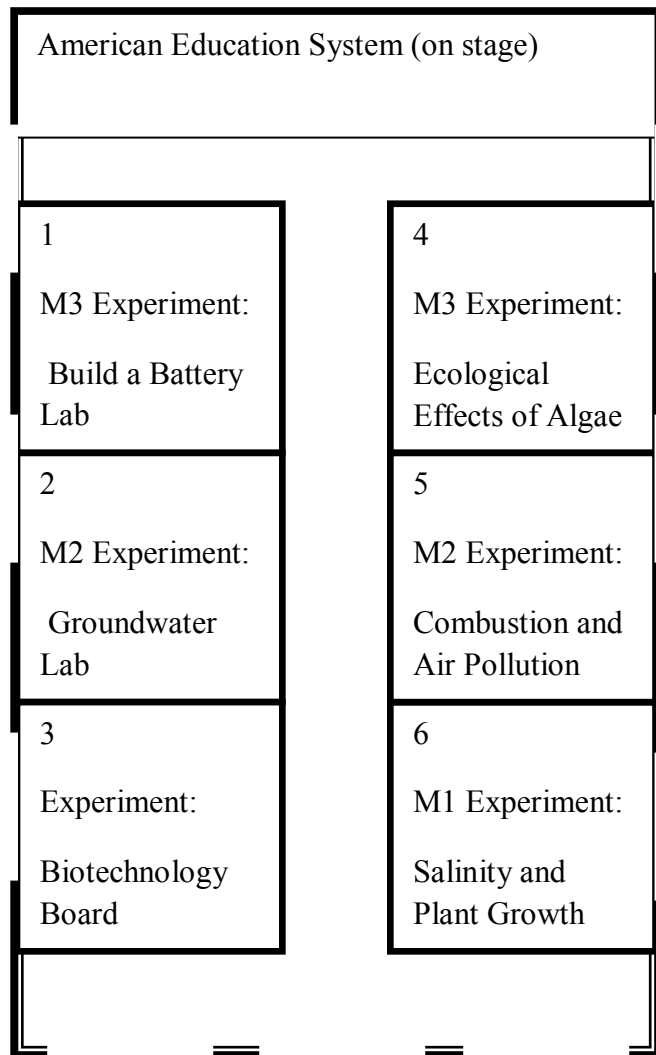 American Education System (on stage)
1
M3 Experiment:
Build a Battery
Lab
2
M2 Experiment:
Groundwater
Lab
3
Experiment:
Biotechnology
Board
4
M3 Experiment:
Ecological
Effects of Algae
5
M2 Experiment:
Combustion and
Air Pollution
6
M1 Experiment:
Salinity and
Plant Growth